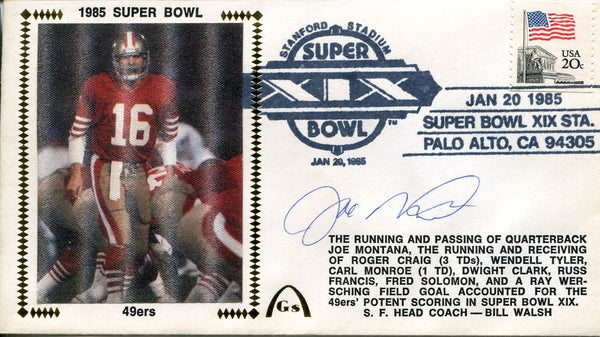 1985 SUPER BOWL
16
49ers
STANFORD STADIUM
SUPER
XIX
BOWL
TM
JAN 20, 1985
USA
20c
JAN 20 1985
SUPER BOWL XIX STA.
PALO ALTO, CA 94305
Joe Montana
Gs
THE RUNNING AND PASSING OF QUARTERBACK
JOE MONTANA, THE RUNNING AND RECEIVING
OF ROGER CRAIG (3 TDs), WENDELL TYLER,
CARL MONROE (1 TD), DWIGHT CLARK, RUSS
FRANCIS, FRED SOLOMON, AND A RAY WER-
SCHING FIELD GOAL ACCOUNTED FOR THE
49ers' POTENT SCORING IN SUPER BOWL XIX.
S. F. HEAD COACH — BILL WALSH